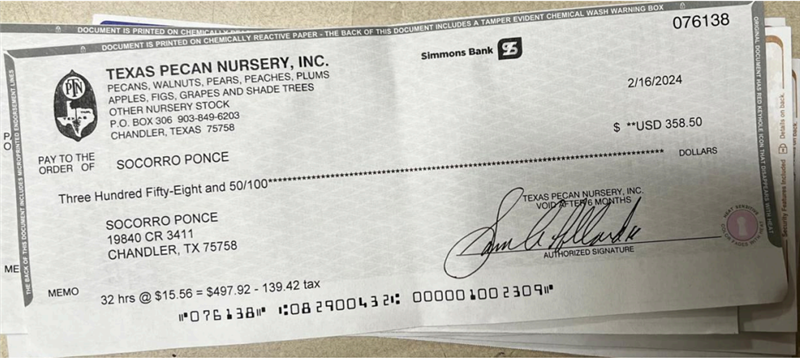 DOCUMENT IS PRINTED ON CHEMICALLY
DOCUMENT IS PRINTED ON CHEMICALLY REACTIVE PAPER - THE BACK OF THIS DOCUMENT INCLUDES A TAMPER EVIDENT CHEMICAL WASH WARNING BOX
076138
PTN
TEXAS PECAN NURSERY, INC.
PECANS, WALNUTS, PEARS, PEACHES, PLUMS
APPLES, FIGS, GRAPES AND SHADE TREES
OTHER NURSERY STOCK
P.O. BOX 306 903-849-6203
CHANDLER, TEXAS 75758
Simmons Bank
2/16/2024
$ **USD 358.50
PAY TO THE
ORDER OF
SOCORRO PONCE
Three Hundred Fifty-Eight and 50/100
DOLLARS
SOCORRO PONCE
19840 CR 3411
CHANDLER, TX 75758
TEXAS PECAN NURSERY, INC.
VOID AFTER 6 MONTHS
AUTHORIZED SIGNATURE
MEMO
32 hrs @ $15.56 = $497.92 - 139.42 tax
⑈076138⑈ ⑆082900432⑆ 000001002309⑈
THE BACK OF THIS DOCUMENT INCLUDES MICROPRINTED ENDORSEMENT LINES
ORIGINAL DOCUMENT HAS RED KEYHOLE ICON THAT DISAPPEARS WITH HEAT
Security Features Included
Details on back.